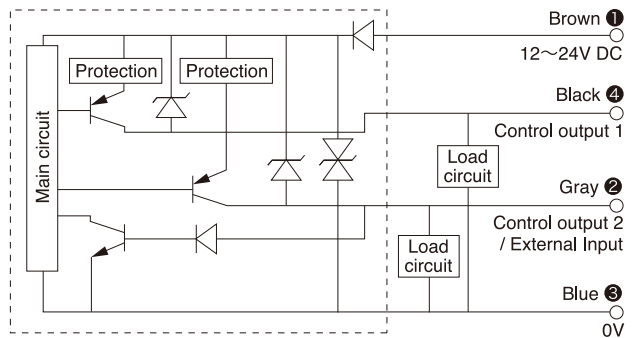 Brown ❶
12～24V DC
Protection
Protection
Black ❹
Control output 1
Main circuit
Load
circuit
Gray ❷
Control output 2
/ External Input
Load
circuit
Blue ❸
0V